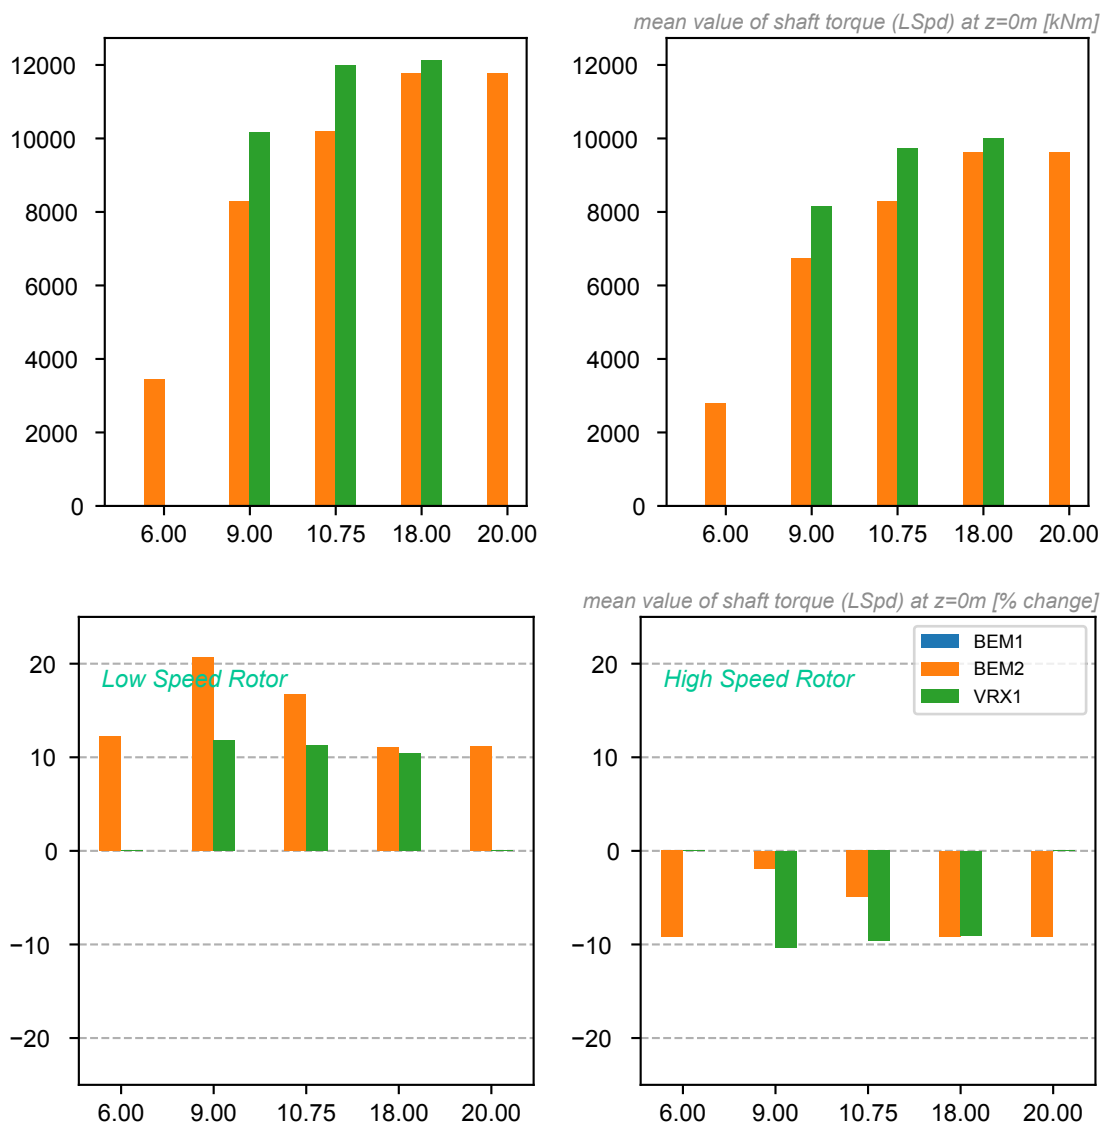 mean value of shaft torque (LSpd) at z=0m [kNm]
12000
10000
8000
6000
4000
2000
0
6.00 9.00 10.75 18.00 20.00
12000
10000
8000
6000
4000
2000
0
6.00 9.00 10.75 18.00 20.00
mean value of shaft torque (LSpd) at z=0m [% change]
Low Speed Rotor
20
10
0
−10
−20
6.00 9.00 10.75 18.00 20.00
High Speed Rotor
BEM1
BEM2
VRX1
20
10
0
−10
−20
6.00 9.00 10.75 18.00 20.00